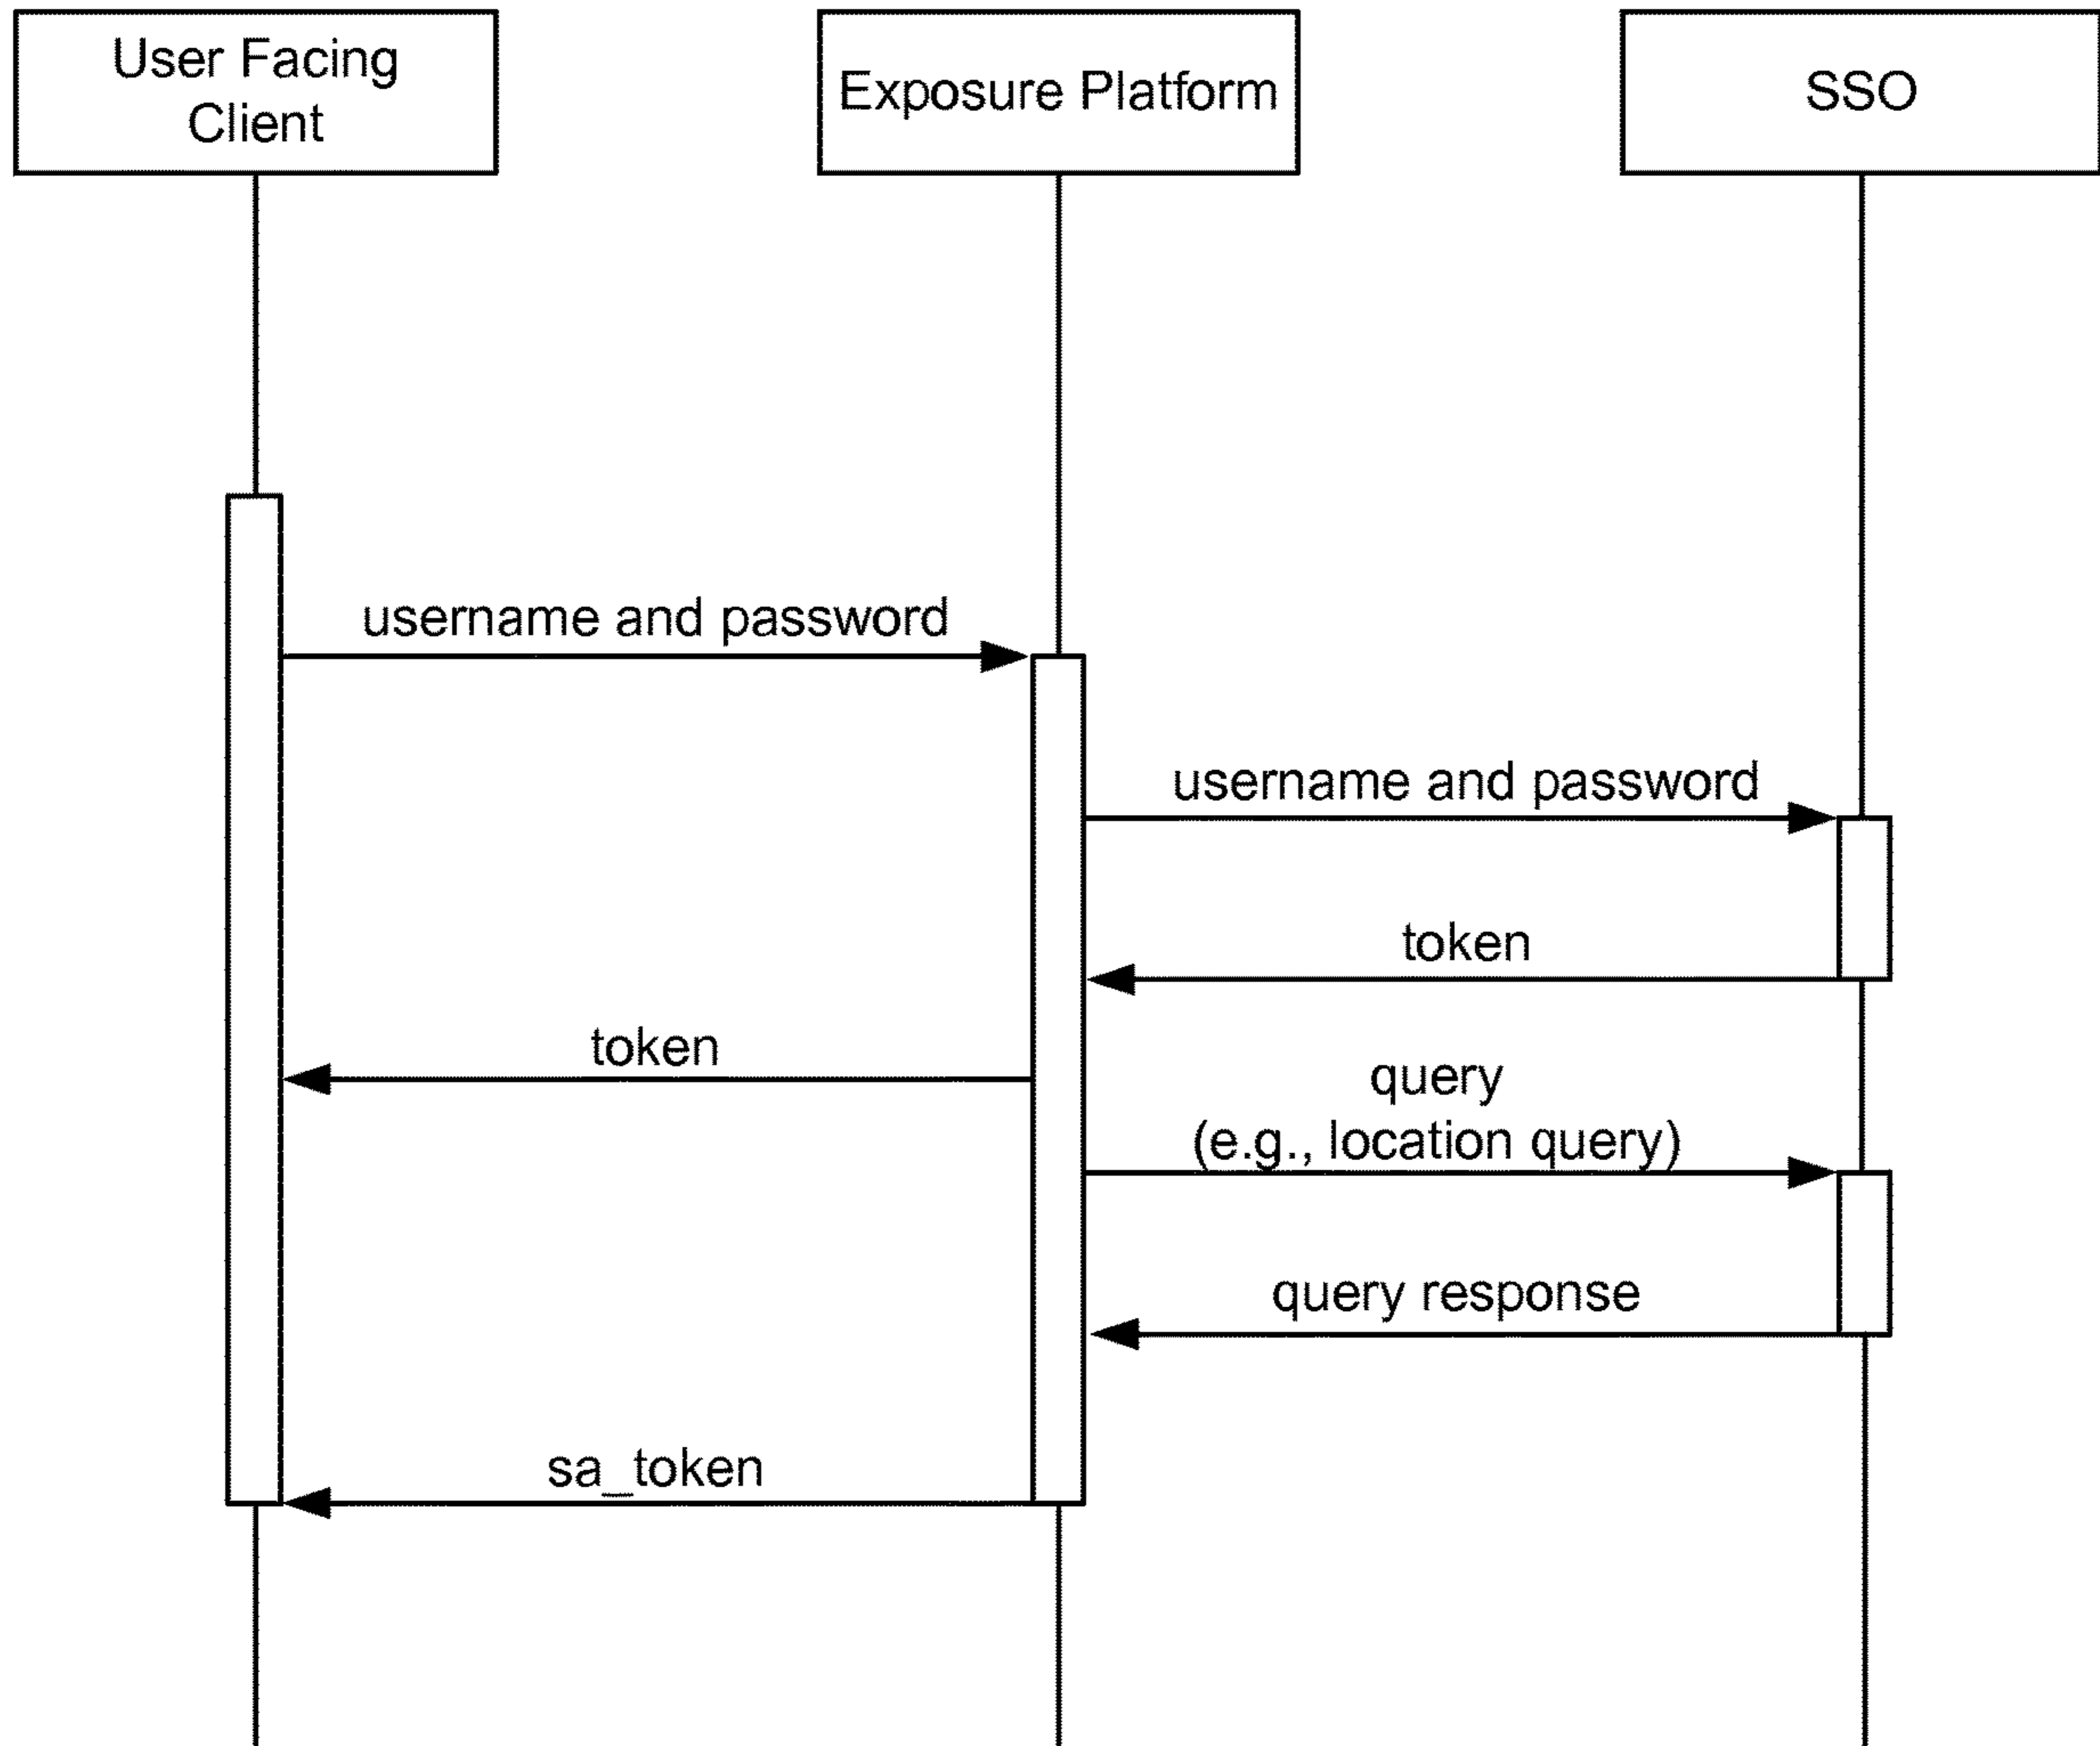 User Facing
Client
Exposure Platform
SSO
username and password
username and password
token
token
query
(e.g., location query)
query response
sa_token